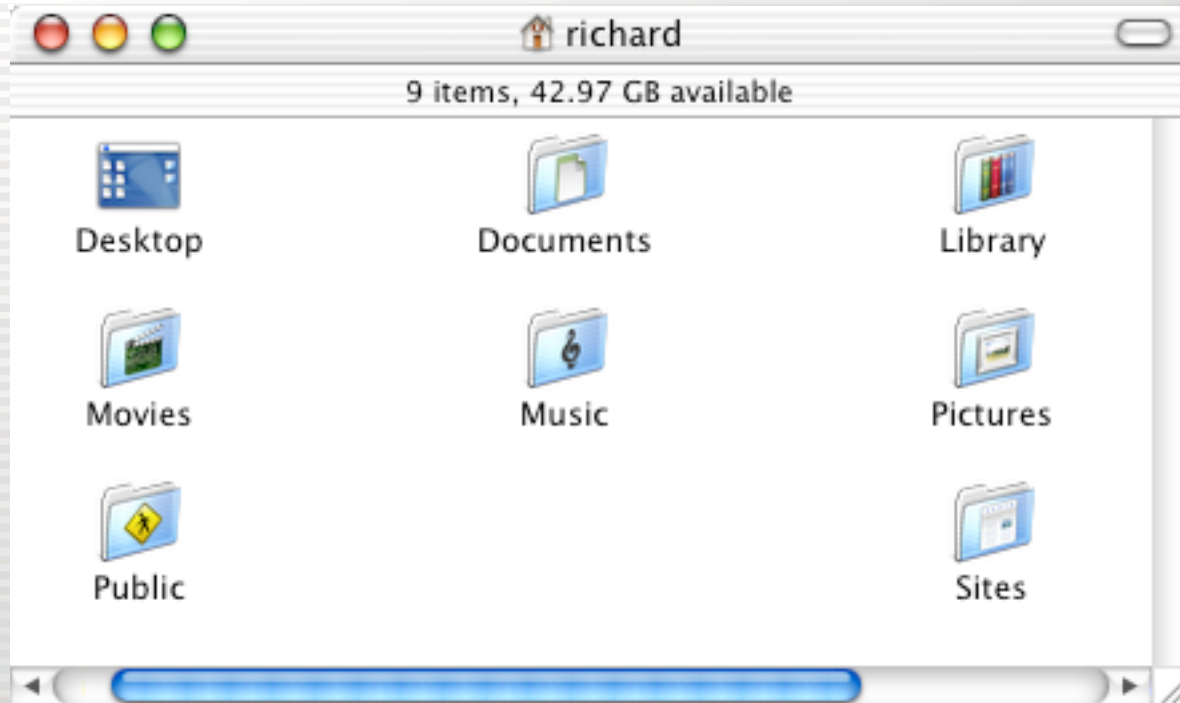 richard
9 items, 42.97 GB available
Desktop Documents Library
Movies Music Pictures
Public Sites